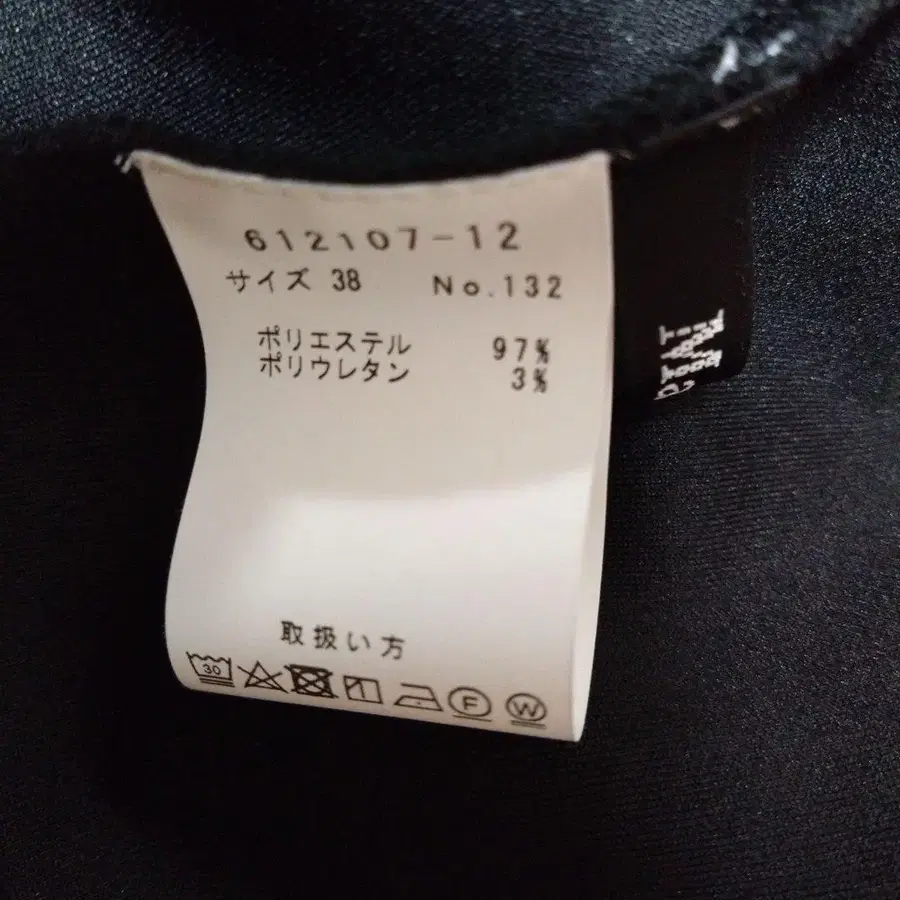 612107-12
サイズ 38 No.132
ポリエステル 97%
ポリウレタン 3%
取扱い方
30
F
W